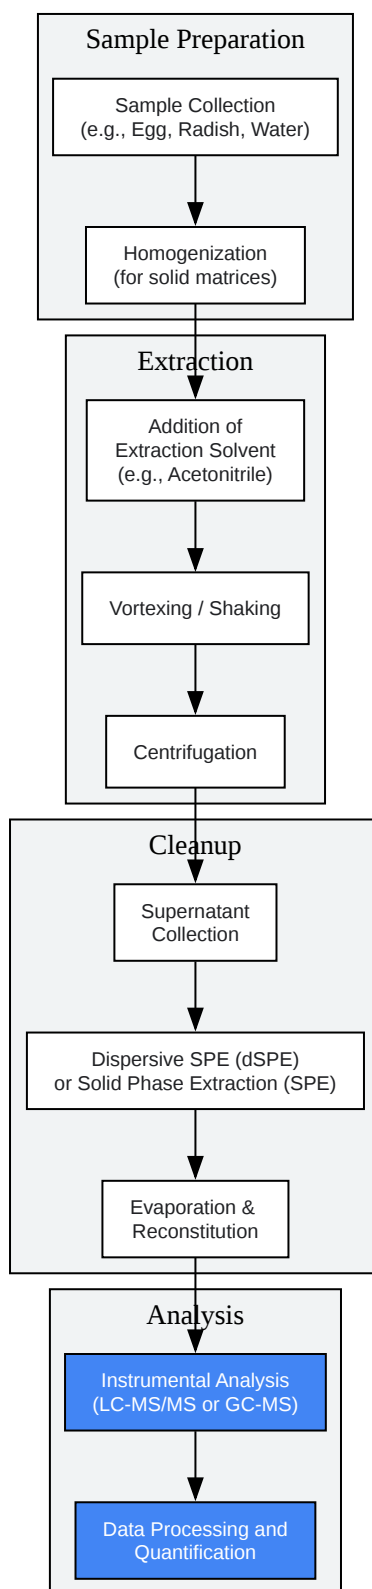 Sample Preparation
Sample Collection
(e.g., Egg, Radish, Water)
Homogenization
(for solid matrices)
Extraction
Addition of
Extraction Solvent
(e.g., Acetonitrile)
Vortexing / Shaking
Centrifugation
Cleanup
Supernatant
Collection
Dispersive SPE (dSPE)
or Solid Phase Extraction (SPE)
Evaporation &
Reconstitution
Analysis
Instrumental Analysis
(LC-MS/MS or GC-MS)
Data Processing and
Quantification